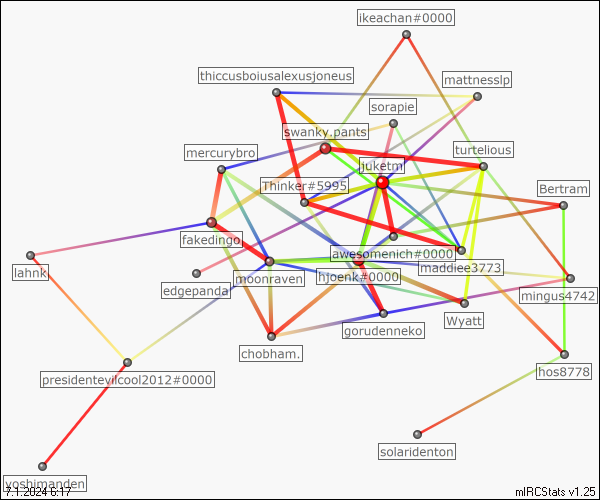 ikeachan#0000
thiccusboiusalexusjoneus
mattnesslp
sorapie
swanky.pants
mercurybro
turtelious
juketm
Thinker#5995
Bertram
fakedingo
awesomenich#0000
maddiee3773
lahnk
moonraven
hjoenk#0000
edgepanda
mingus4742
gorudenneko
Wyatt
chobham.
presidentevilcool2012#0000
hos8778
solaridenton
yoshimanden
7.1.2024 6:17
mIRCStats v1.25